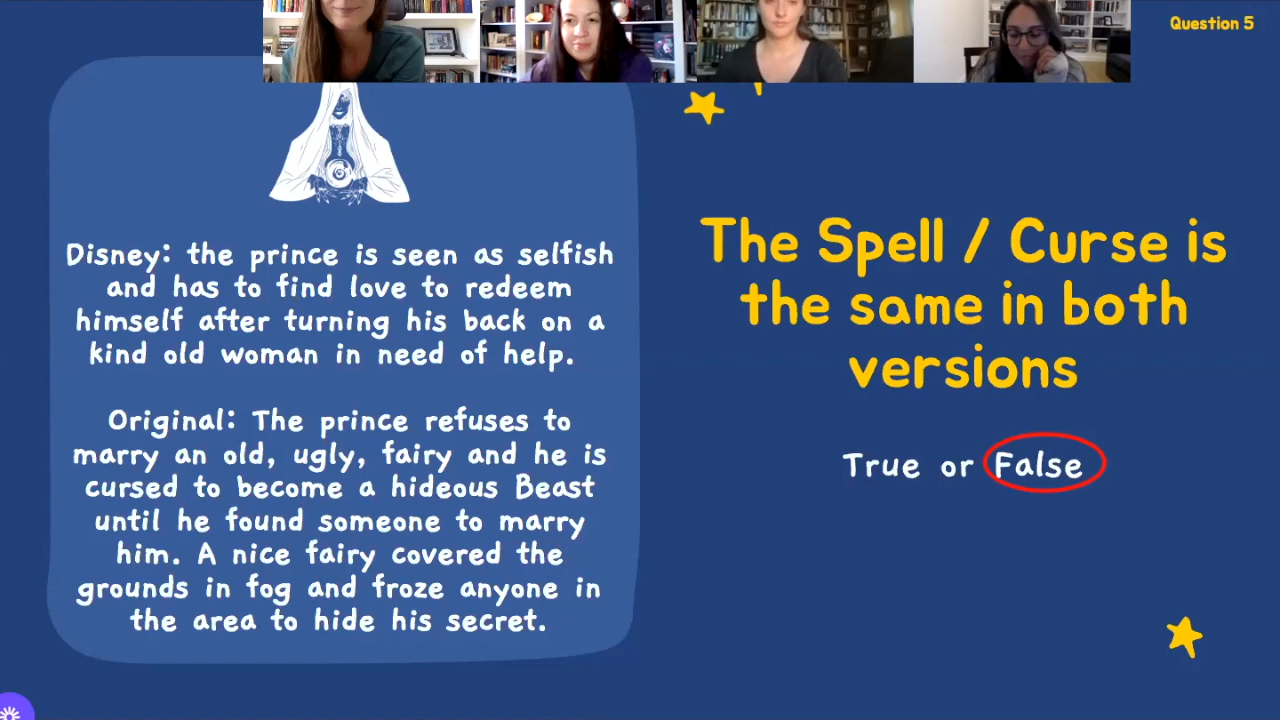 Question 5
Disney: the prince is seen as selfish
and has to find love to redeem
himself after turning his back on a
kind old woman in need of help.
Original: The prince refuses to
marry an old, ugly, fairy and he is
cursed to become a hideous Beast
until he found someone to marry
him. A nice fairy covered the
grounds in fog and froze anyone in
the area to hide his secret.
The Spell / Curse is
the same in both
versions
True or False